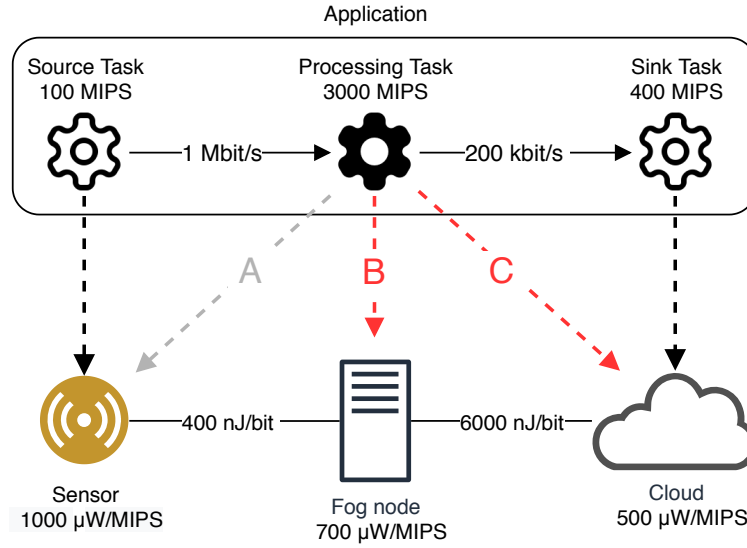 Application
Source Task
100 MIPS
Processing Task
3000 MIPS
Sink Task
400 MIPS
1 Mbit/s
200 kbit/s
A
B
C
400 nJ/bit
6000 nJ/bit
Sensor
1000 µW/MIPS
Fog node
700 µW/MIPS
Cloud
500 µW/MIPS